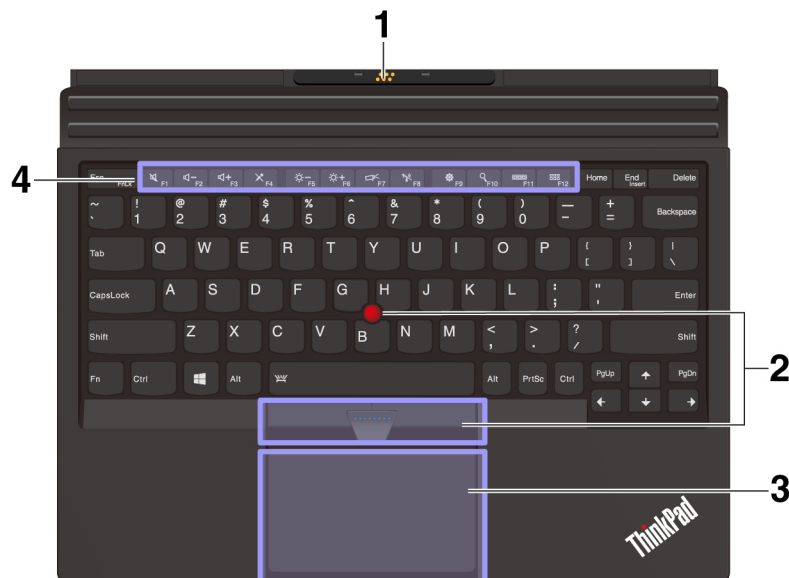 1
4
Esc FnLk F1 F2 F3 F4 F5 F6 F7 F8 F9 F10 F11 F12 Home End Insert Delete
~ ` ! 1 @ 2 # 3 $ 4 % 5 ^ 6 & 7 * 8 ( 9 ) 0 — - + = Backspace
Tab Q W E R T Y U I O P { [ } ] | \
CapsLock A S D F G H J K L : ; " ' Enter
Shift Z X C V B N M < , > . ? / Shift
2
Fn Ctrl Alt Alt PrtSc Ctrl PgUp PgDn
3
ThinkPad